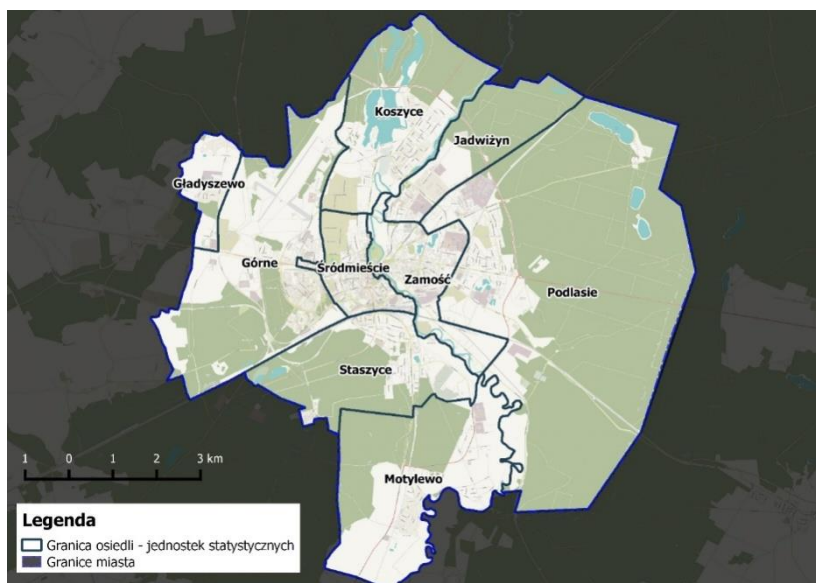 Koszyce
Jadwiżyn
Gładyszewo
Górne
Śródmieście
Zamość
Podlasie
Staszyce
Motylewo
1 0 1 2 3 km
Legenda
Granica osiedli - jednostek statystycznych
Granice miasta